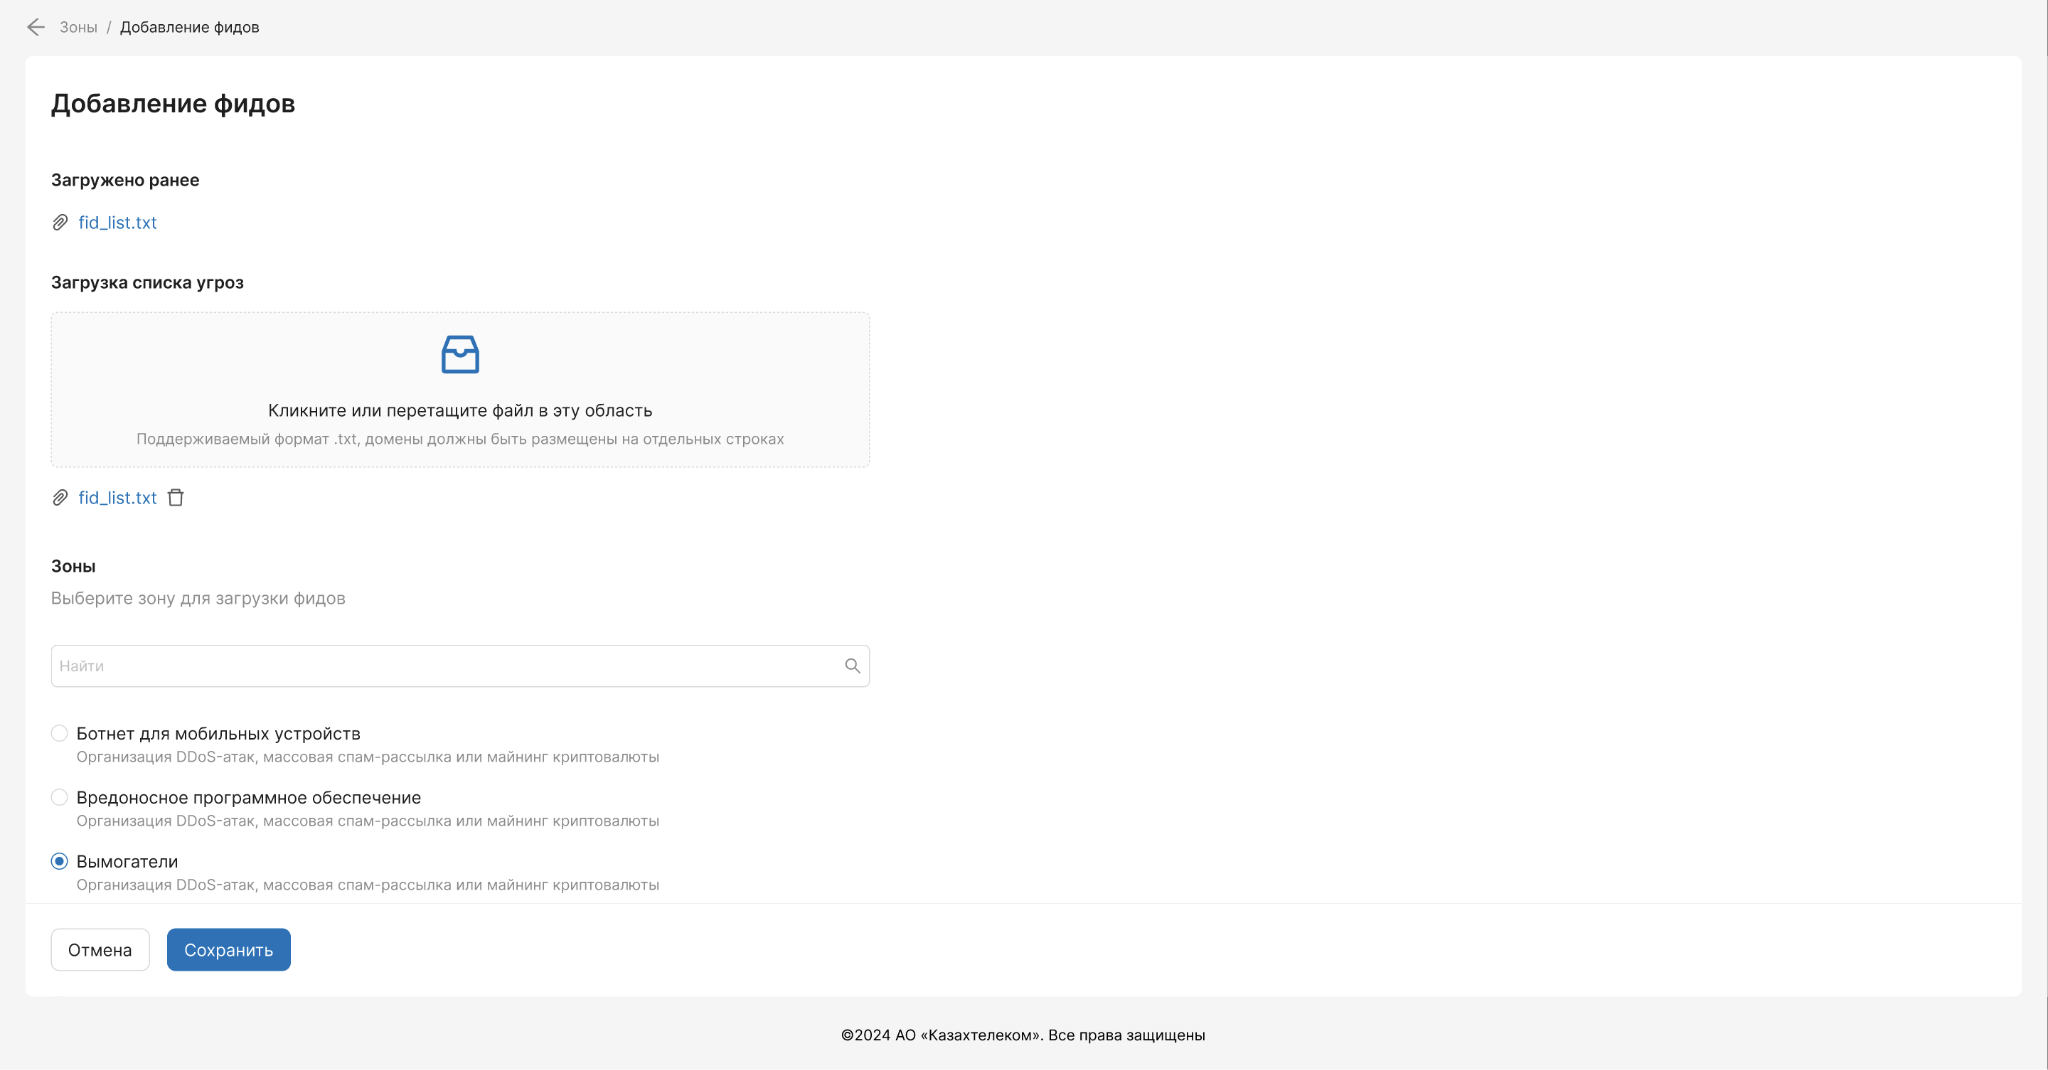 Зоны / Добавление фидов
Добавление фидов
Загружено ранее
fid_list.txt
Загрузка списка угроз
Кликните или перетащите файл в эту область
Поддерживаемый формат .txt, домены должны быть размещены на отдельных строках
fid_list.txt
Зоны
Выберите зону для загрузки фидов
Найти
Ботнет для мобильных устройств
Организация DDoS-атак, массовая спам-рассылка или майнинг криптовалюты
Вредоносное программное обеспечение
Организация DDoS-атак, массовая спам-рассылка или майнинг криптовалюты
Вымогатели
Организация DDoS-атак, массовая спам-рассылка или майнинг криптовалюты
Отмена Сохранить
©2024 АО «Казахтелеком». Все права защищены